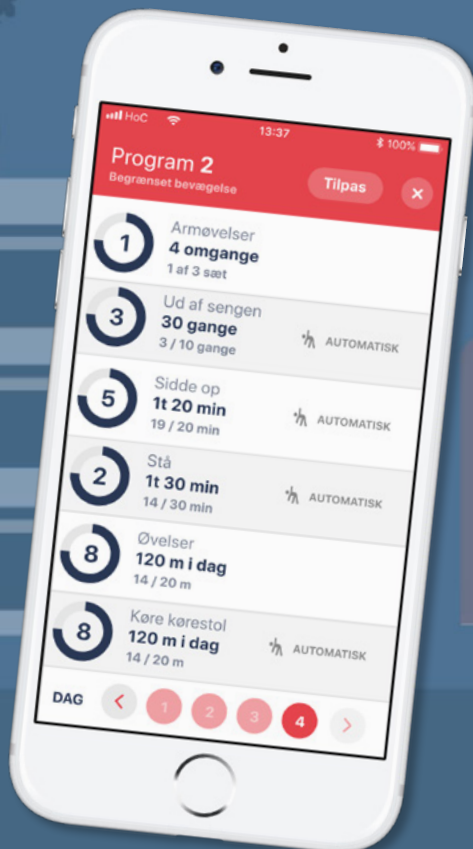 HoC 13:37 100%
Program 2
Begrænset bevægelse
Tilpas
1 Armøvelser
4 omgange
1 af 3 sæt
3 Ud af sengen
30 gange AUTOMATISK
3 / 10 gange
5 Sidde op
1t 20 min AUTOMATISK
19 / 20 min
2 Stå
1t 30 min AUTOMATISK
14 / 30 min
8 Øvelser
120 m i dag
14 / 20 m
8 Køre kørestol
120 m i dag AUTOMATISK
14 / 20 m
DAG 1 2 3 4